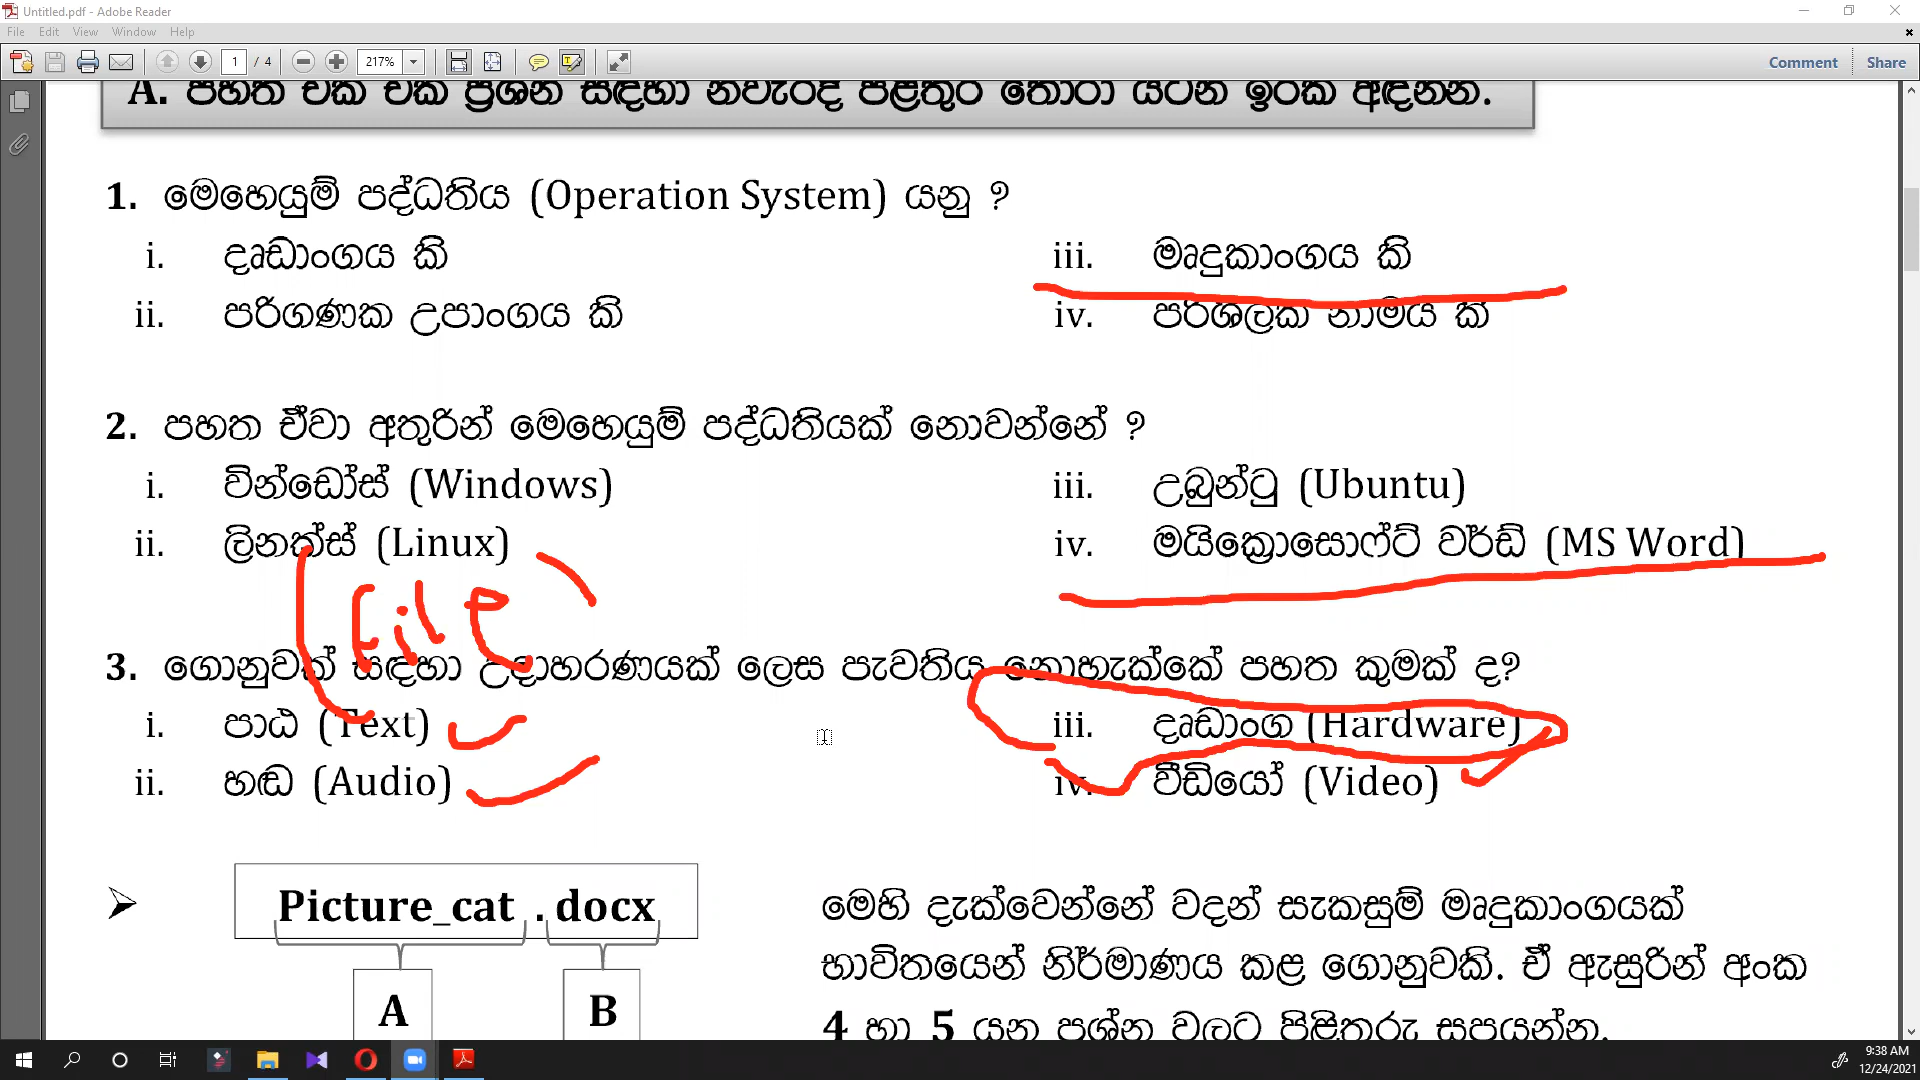 Untitled.pdf - Adobe Reader
File Edit View Window Help
1 / 4 217% Comment Share
A. පහත එක් එක් ප්‍රශ්න සඳහා නිවැරදි පිළිතුර තෝරා යටින් ඉරක් අඳින්න.
1. මෙහෙයුම් පද්ධතිය (Operation System) යනු ?
i. දෘඩාංගය කි
iii. මෘදුකාංගය කි
ii. පරිගණක උපාංගය කි
iv. පරිශීලක නාමය කි
2. පහත ඒවා අතුරින් මෙහෙයුම් පද්ධතියක් නොවන්නේ ?
i. වින්ඩෝස් (Windows)
iii. උබුන්ටු (Ubuntu)
ii. ලිනක්ස් (Linux)
iv. මයික්‍රොසොෆ්ට් වර්ඩ් (MS Word)
File
3. ගොනුවක් සඳහා උදාහරණයක් ලෙස පැවතිය නොහැක්කේ පහත කුමක් ද?
i. පාඨ (Text)
iii. දෘඩාංග (Hardware)
ii. හඬ (Audio)
iv. වීඩියෝ (Video)
Picture_cat . docx
A B
මෙහි දැක්වෙන්නේ වදන් සැකසුම් මෘදුකාංගයක්
භාවිතයෙන් නිර්මාණය කළ ගොනුවකි. ඒ ඇසුරින් අංක
4 හා 5 යන ප්‍රශ්න වලට පිළිතුරු සපයන්න.
9:38 AM
12/24/2021